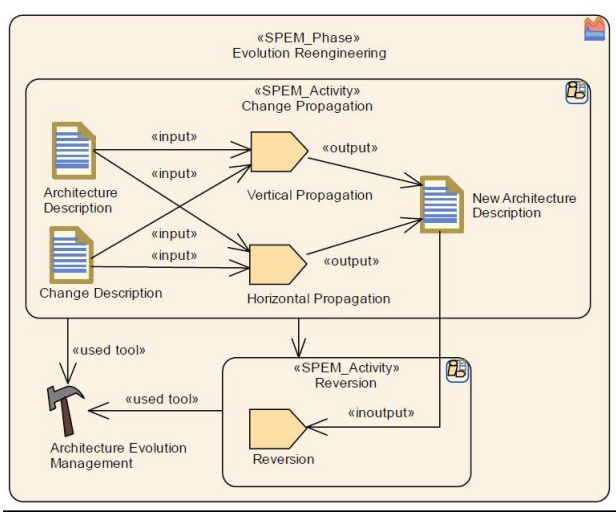 «SPEM_Phase»
Evolution Reengineering
«SPEM_Activity»
Change Propagation
«input»
«output»
«input»
Architecture
Description
Vertical Propagation
New Architecture
Description
«input»
«input»
«output»
Change Description
Horizontal Propagation
«used tool»
«SPEM_Activity»
Reversion
«used tool»
«inoutput»
Architecture Evolution
Management
Reversion